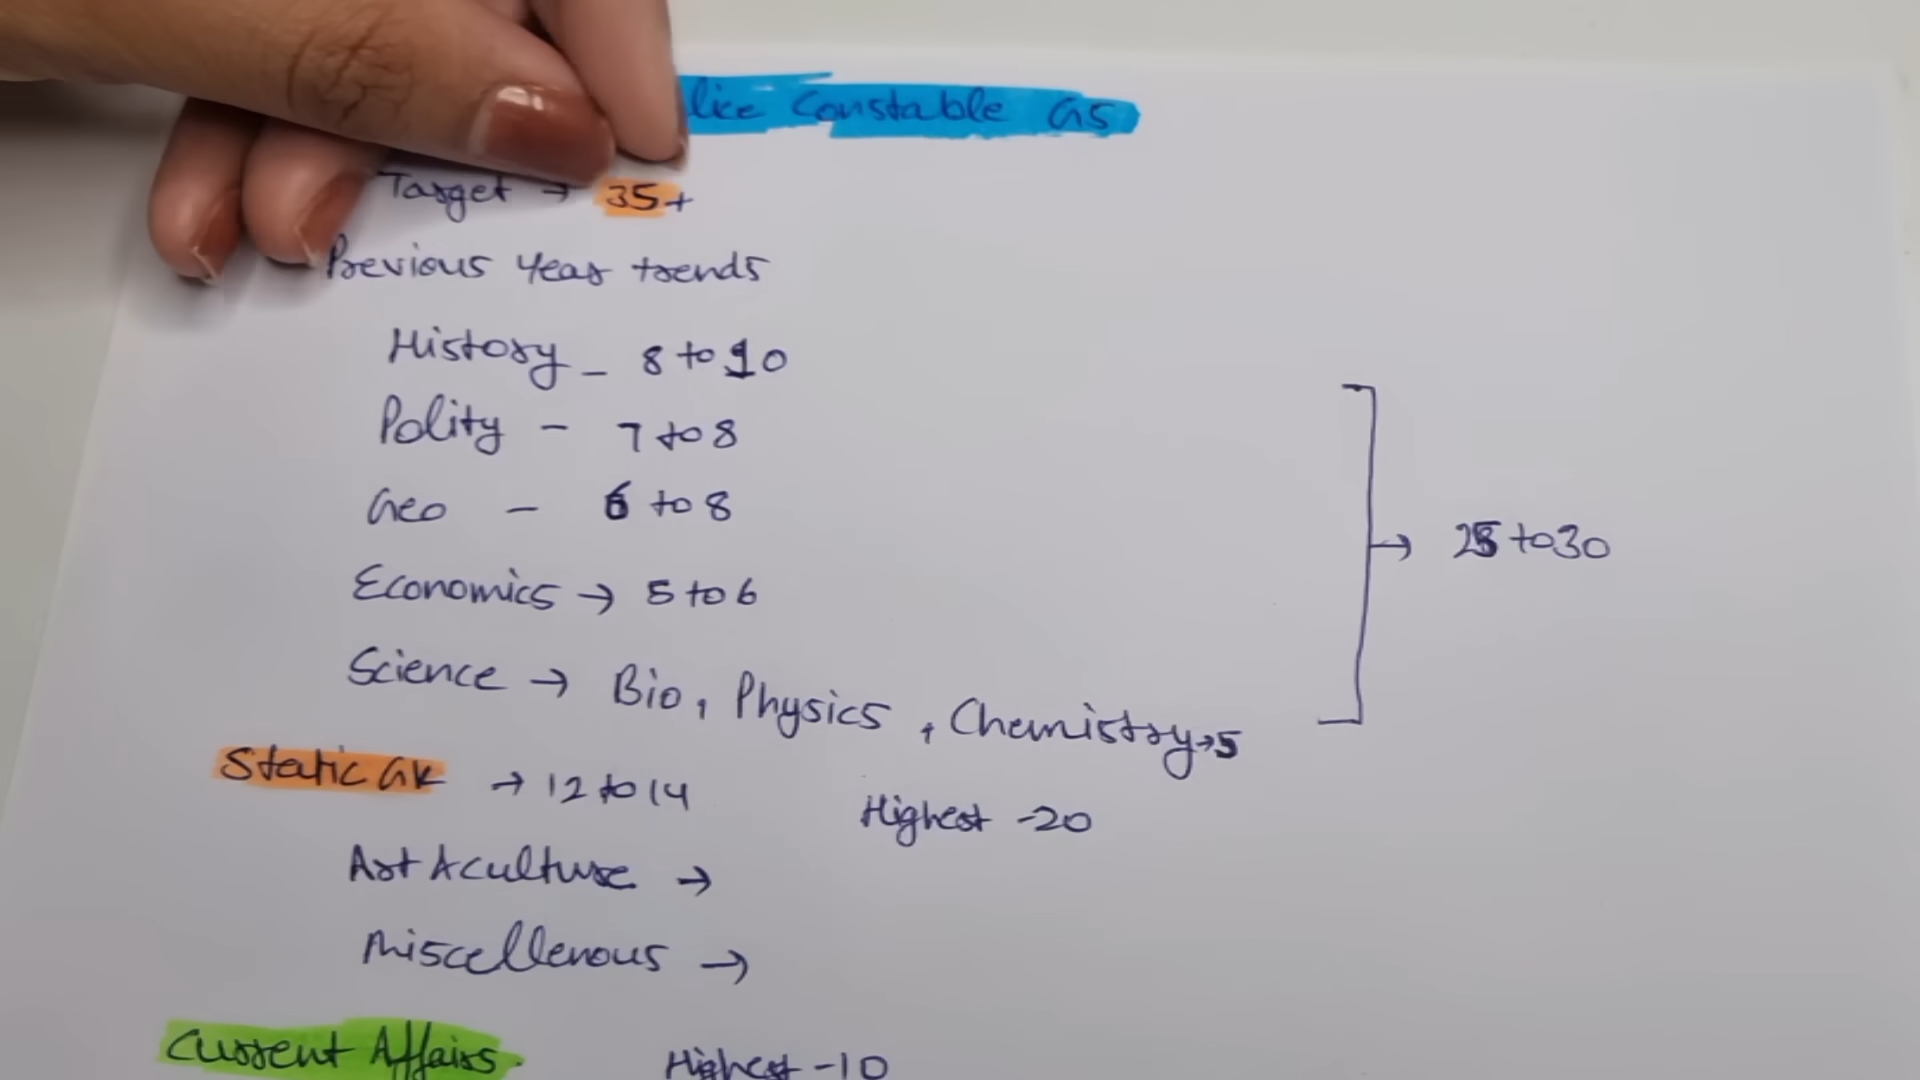 Constable GS
Target → 35+
Previous Year trends
History - 8 to 10
Polity - 7 to 8
Geo - 6 to 8
Economics → 5 to 6
Science → Bio, Physics, Chemistry → 5
25 to 30
Static GK → 12 to 14
Highest - 20
Art & Culture →
Miscellenous →
Current Affairs.
Highest - 10